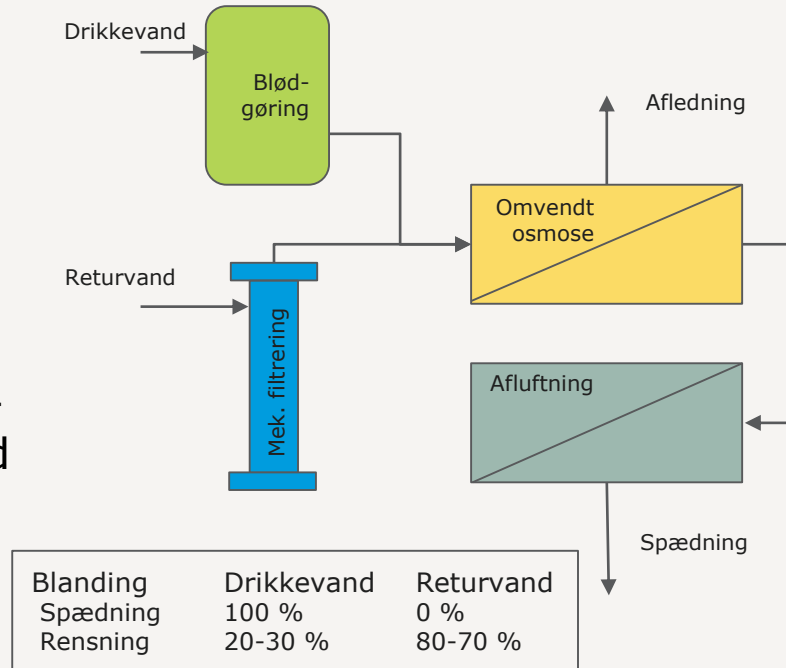 Drikkevand
Blød-
gøring
Afledning
Omvendt
osmose
Returvand
Mek. filtrering
Afluftning
Spædning
Blanding Drikkevand Returvand
Spædning 100 % 0 %
Rensning 20-30 % 80-70 %